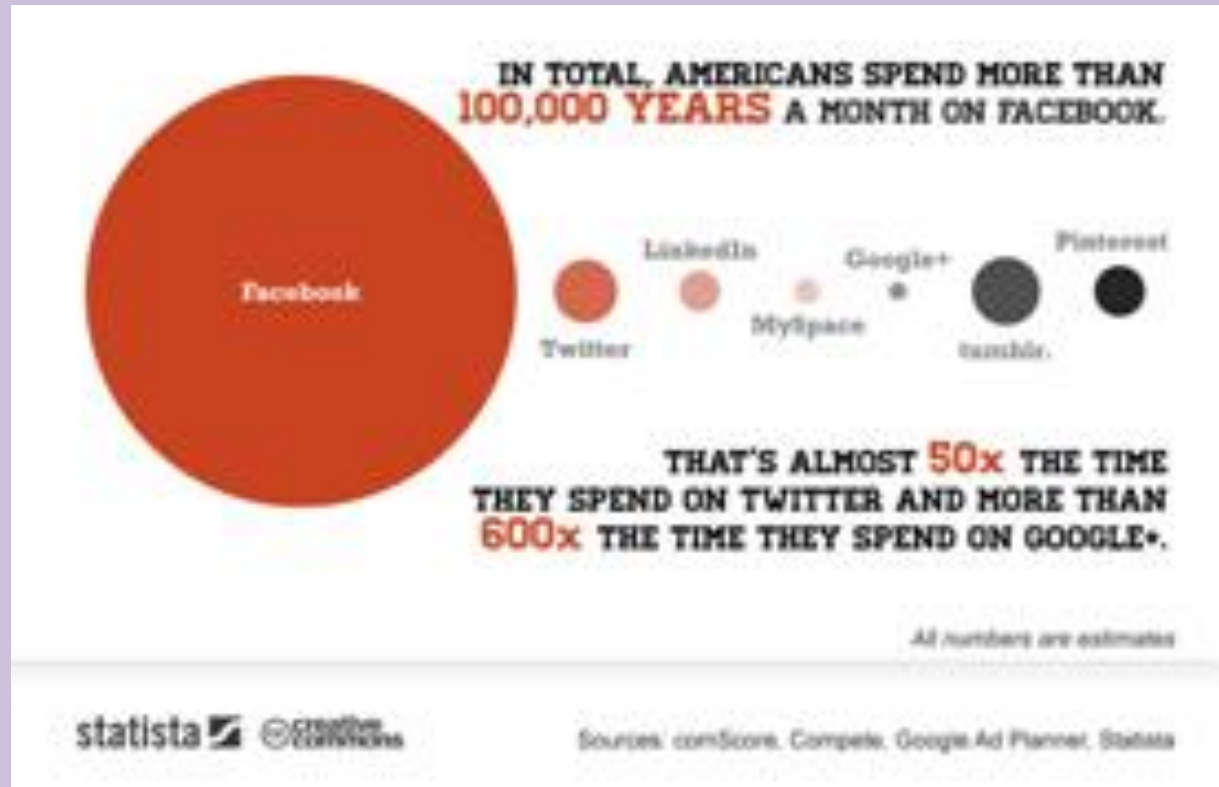 IN TOTAL, AMERICANS SPEND MORE THAN
100,000 YEARS A MONTH ON FACEBOOK.
Facebook
Twitter
LinkedIn
MySpace
Google+
tumblr.
Pinterest
THAT'S ALMOST 50x THE TIME
THEY SPEND ON TWITTER AND MORE THAN
600x THE TIME THEY SPEND ON GOOGLE+.
All numbers are estimates
statista creative commons
Sources: comScore, Compete, Google Ad Planner, Statista